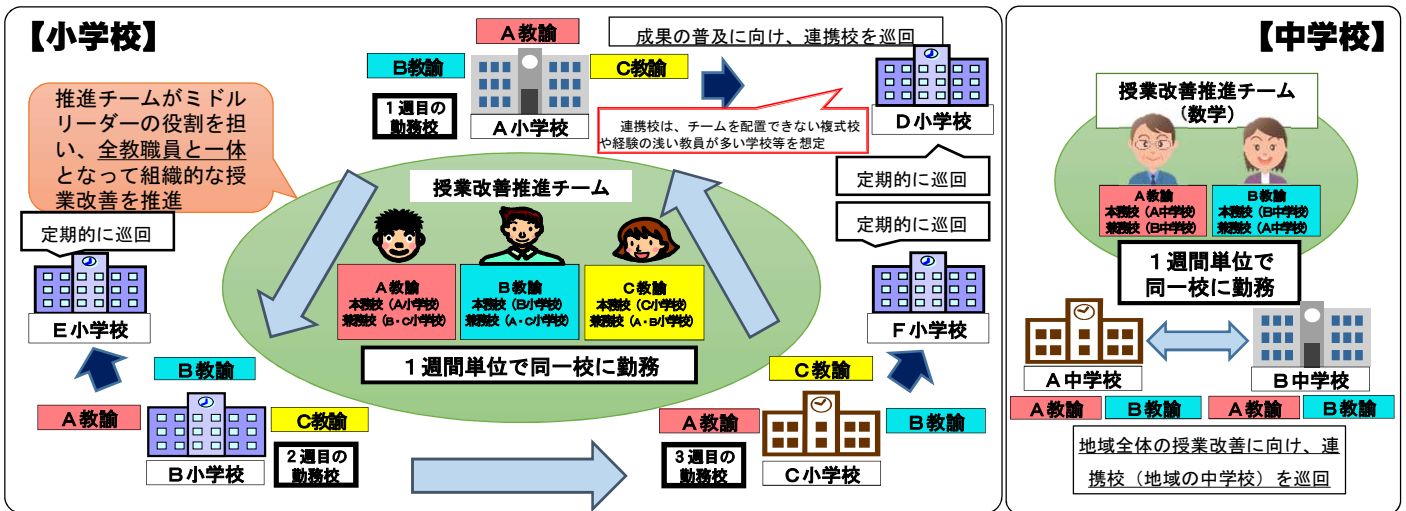 【小学校】
推進チームがミドル
リーダーの役割を担
い、全教職員と一体
となって組織的な授
業改善を推進
A教諭
B教諭
C教諭
1週目の
勤務校
A小学校
成果の普及に向け、連携校を巡回
連携校は、チームを配置できない複式校
や経験の浅い教員が多い学校等を想定
D小学校
定期的に巡回
定期的に巡回
F小学校
定期的に巡回
E小学校
授業改善推進チーム
A教諭
本務校（A小学校）
兼務校（B・C小学校）
B教諭
本務校（B小学校）
兼務校（A・C小学校）
C教諭
本務校（C小学校）
兼務校（A・B小学校）
1週間単位で同一校に勤務
B教諭
A教諭
C教諭
B小学校
2週目の
勤務校
C教諭
A教諭
B教諭
3週目の
勤務校
C小学校
【中学校】
授業改善推進チーム
（数学）
A教諭
本務校（A中学校）
兼務校（B中学校）
B教諭
本務校（B中学校）
兼務校（A中学校）
1週間単位で
同一校に勤務
A中学校
B中学校
A教諭
B教諭
A教諭
B教諭
地域全体の授業改善に向け、連
携校（地域の中学校）を巡回